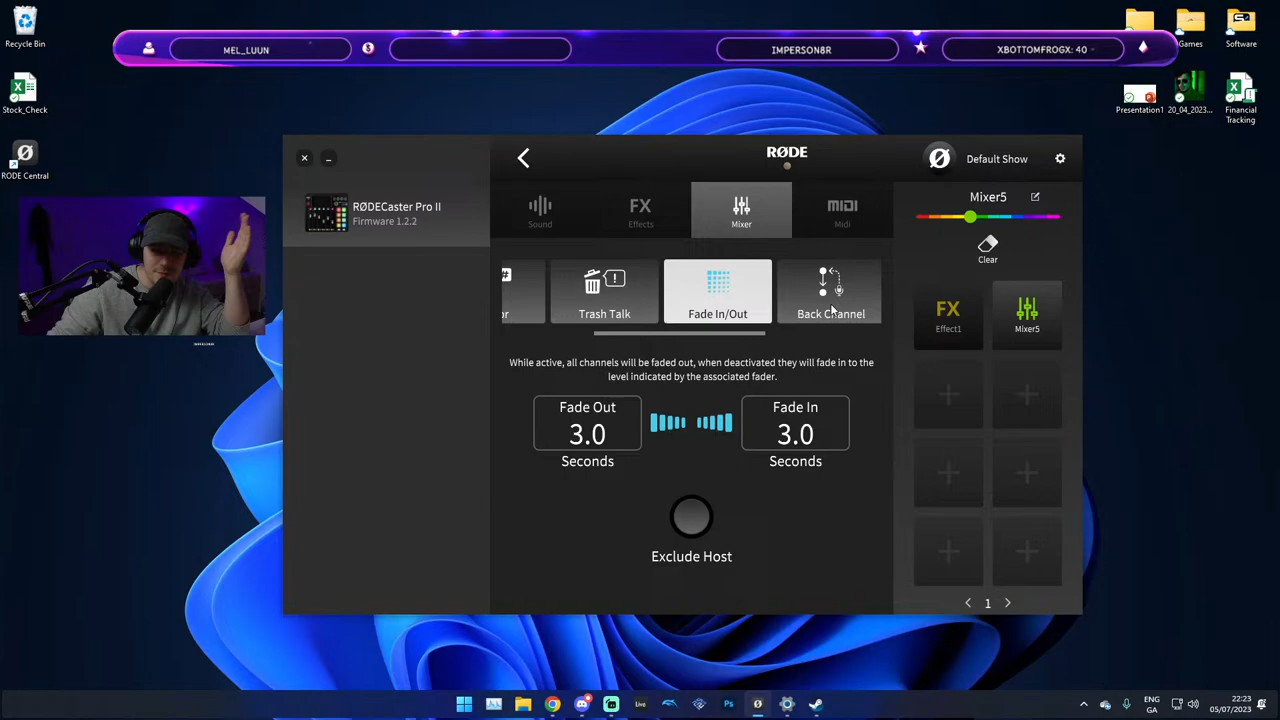 Recycle Bin
Games
Software
MEL_LUUN
IMPERSON8R
XBOTTOMFROGX: 40
Stock_Check
Presentation1
20_04_2023...
Financial
Tracking
RØDE Central
RØDE
Default Show
RØDECaster Pro II
Firmware 1.2.2
Sound
FX
Effects
Mixer
MIDI
Midi
Mixer5
Clear
#
or
Trash Talk
Fade In/Out
Back Channel
FX
Effect1
Mixer5
While active, all channels will be faded out, when deactivated they will fade in to the
level indicated by the associated fader.
Fade Out
3.0
Seconds
Fade In
3.0
Seconds
Exclude Host
1
Live
Ps
ENG
GA
22:23
05/07/2023